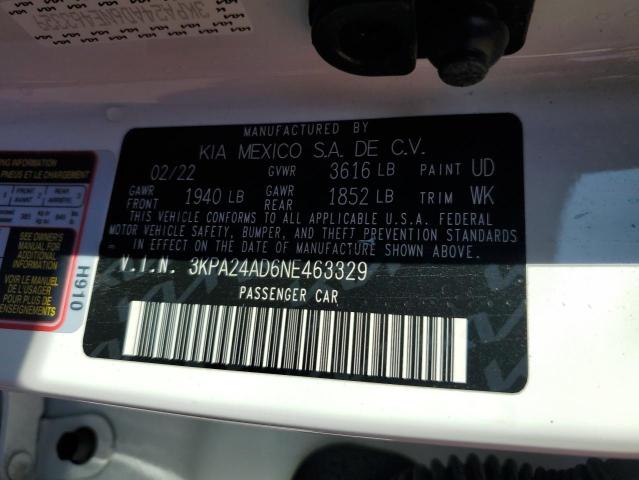 MANUFACTURED BY
KIA MEXICO S.A. DE C.V.
02/22 GVWR 3616 LB PAINT UD
GAWR FRONT 1940 LB GAWR REAR 1852 LB TRIM WK
THIS VEHICLE CONFORMS TO ALL APPLICABLE U.S.A. FEDERAL
MOTOR VEHICLE SAFETY, BUMPER, AND THEFT PREVENTION STANDARDS
IN EFFECT ON THE DATE OF MANUFACTURE SHOWN ABOVE.
V.I.N. 3KPA24AD6NE463329
PASSENGER CAR
SEE OWNER'S
MANUAL FOR
ADDITIONAL
INFORMATION
VOIR LE MANUEL
DE L'USAGER
POUR PLUS DE
RENSEIGNEMENTS
H910